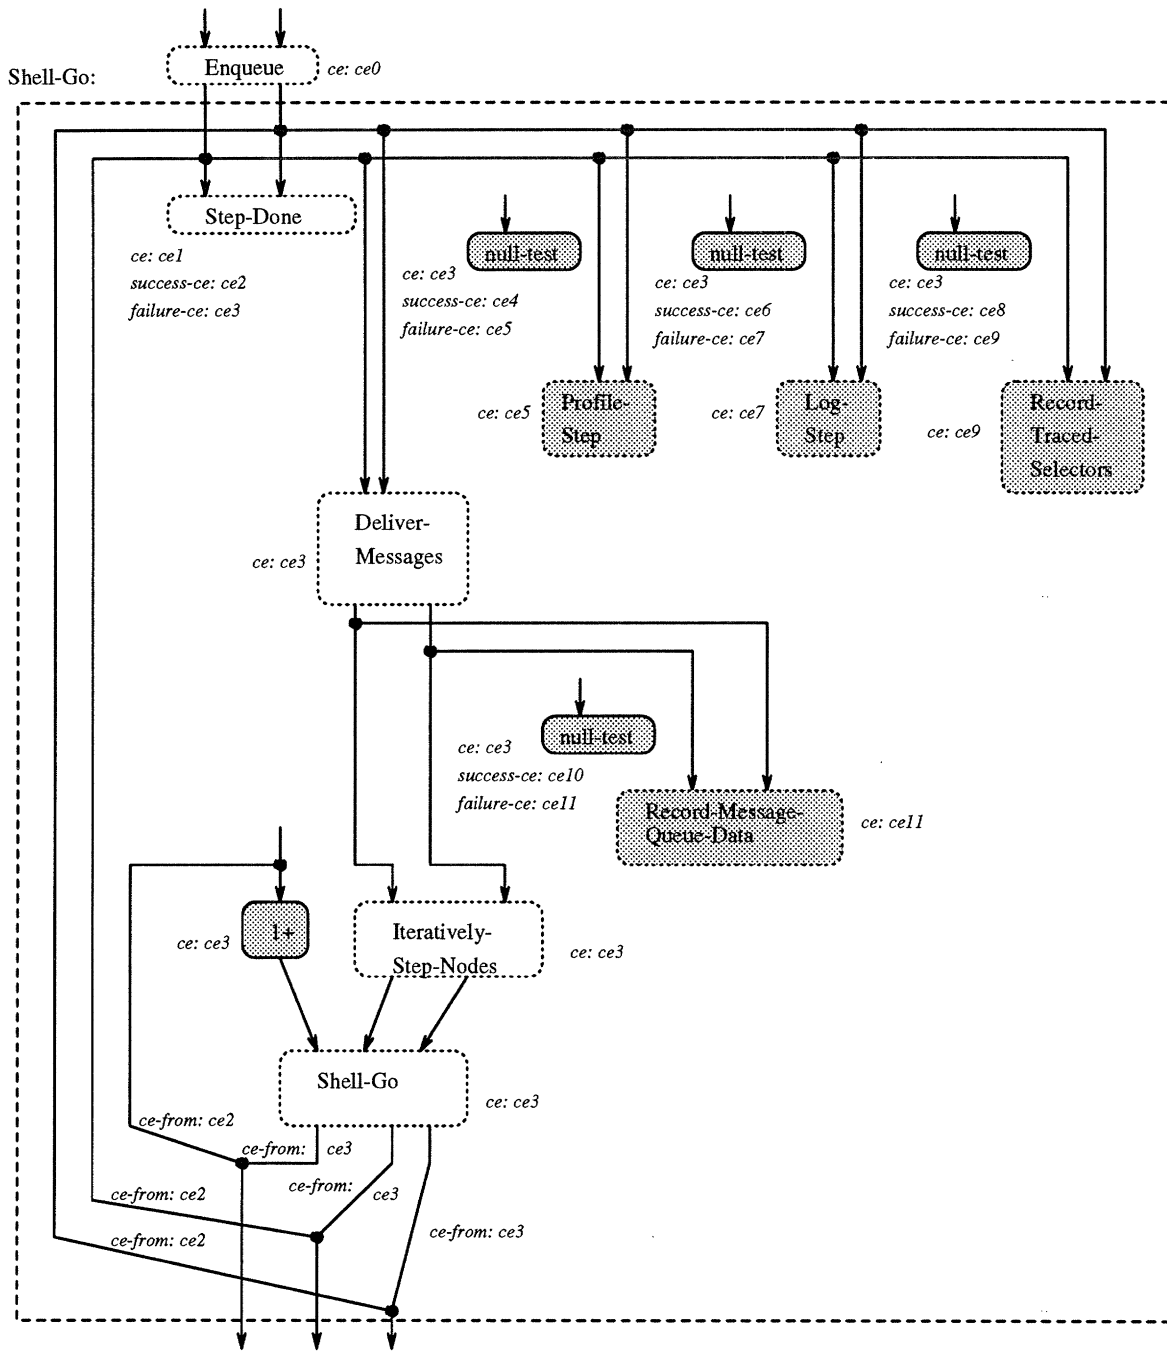 Enqueue
ce: ce0
Shell-Go:
Step-Done
ce: ce1
success-ce: ce2
failure-ce: ce3
null-test
ce: ce3
success-ce: ce4
failure-ce: ce5
null-test
ce: ce3
success-ce: ce6
failure-ce: ce7
null-test
ce: ce3
success-ce: ce8
failure-ce: ce9
ce: ce5
Profile-
Step
ce: ce7
Log-
Step
ce: ce9
Record-
Traced-
Selectors
Deliver-
Messages
ce: ce3
null-test
ce: ce3
success-ce: ce10
failure-ce: ce11
Record-Message-
Queue-Data
ce: ce11
1+
ce: ce3
Iteratively-
Step-Nodes
ce: ce3
Shell-Go
ce: ce3
ce-from: ce2
ce-from: ce3
ce-from: ce2
ce-from: ce3
ce-from: ce2
ce-from: ce3